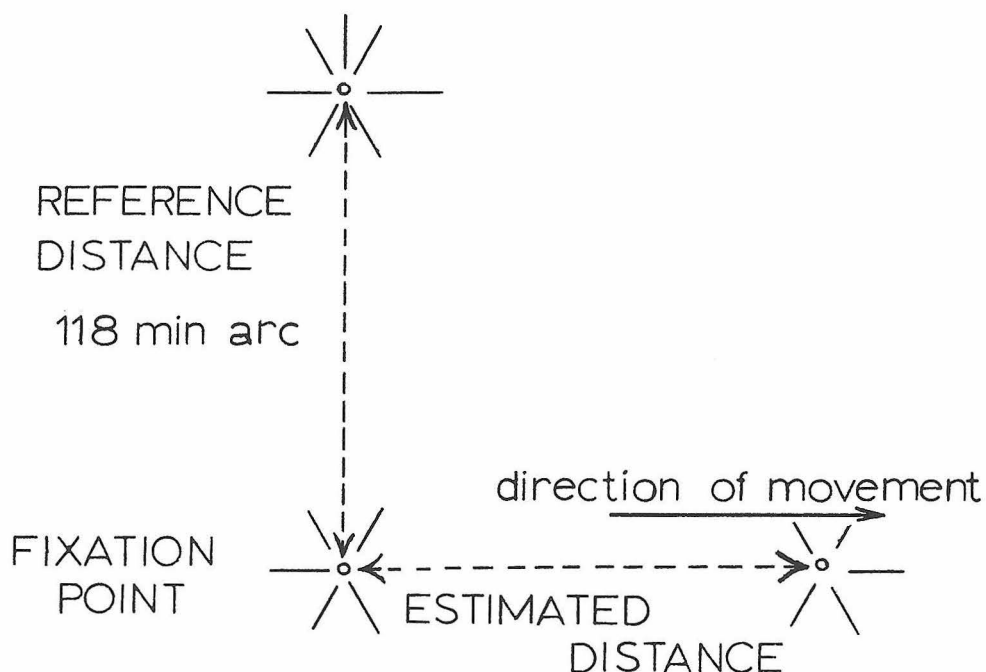 REFERENCE
DISTANCE
118 min arc
direction of movement
FIXATION
POINT
ESTIMATED
DISTANCE